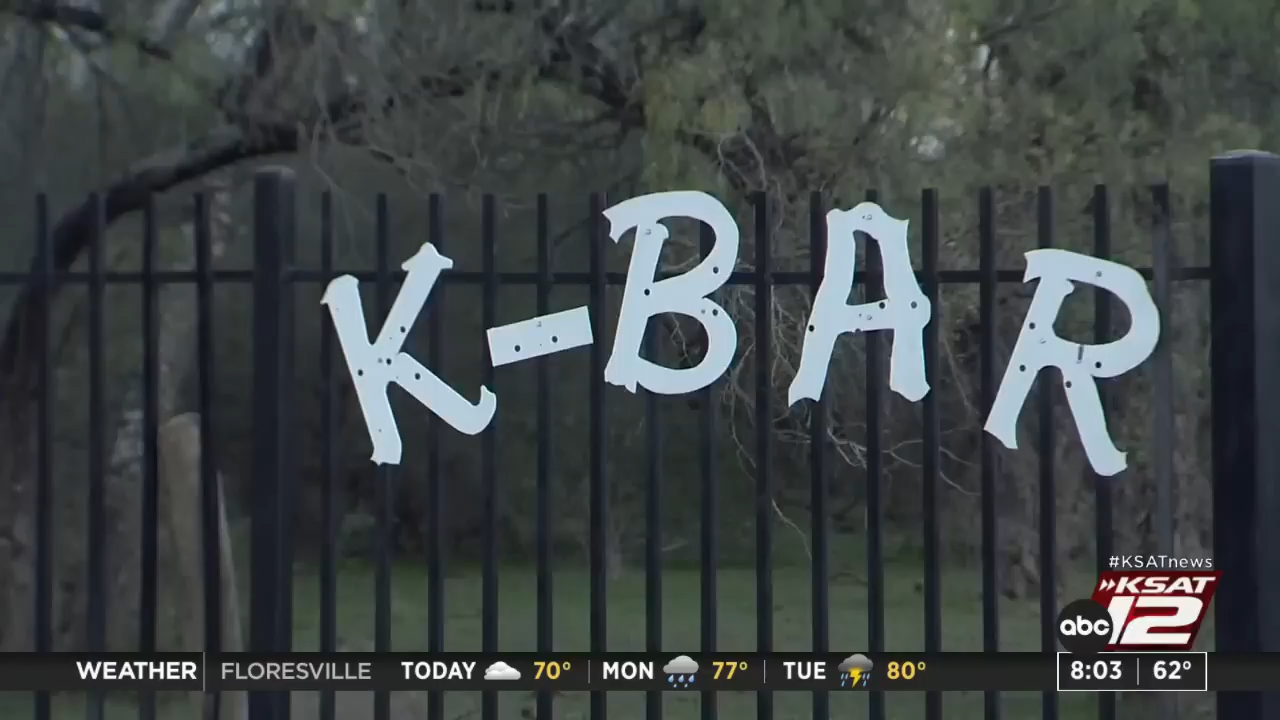 K-BAR
#KSATnews
KSAT
abc 12
WEATHER FLORESVILLE TODAY 70° MON 77° TUE 80° 8:03 62°